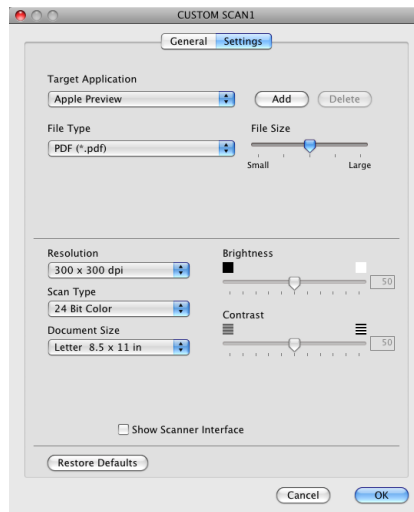 CUSTOM SCAN1
General Settings
Target Application
Apple Preview Add Delete
File Type File Size
PDF (*.pdf)
Small Large
Resolution Brightness
300 x 300 dpi 50
Scan Type
24 Bit Color Contrast
Document Size
Letter 8.5 x 11 in 50
Show Scanner Interface
Restore Defaults
Cancel OK